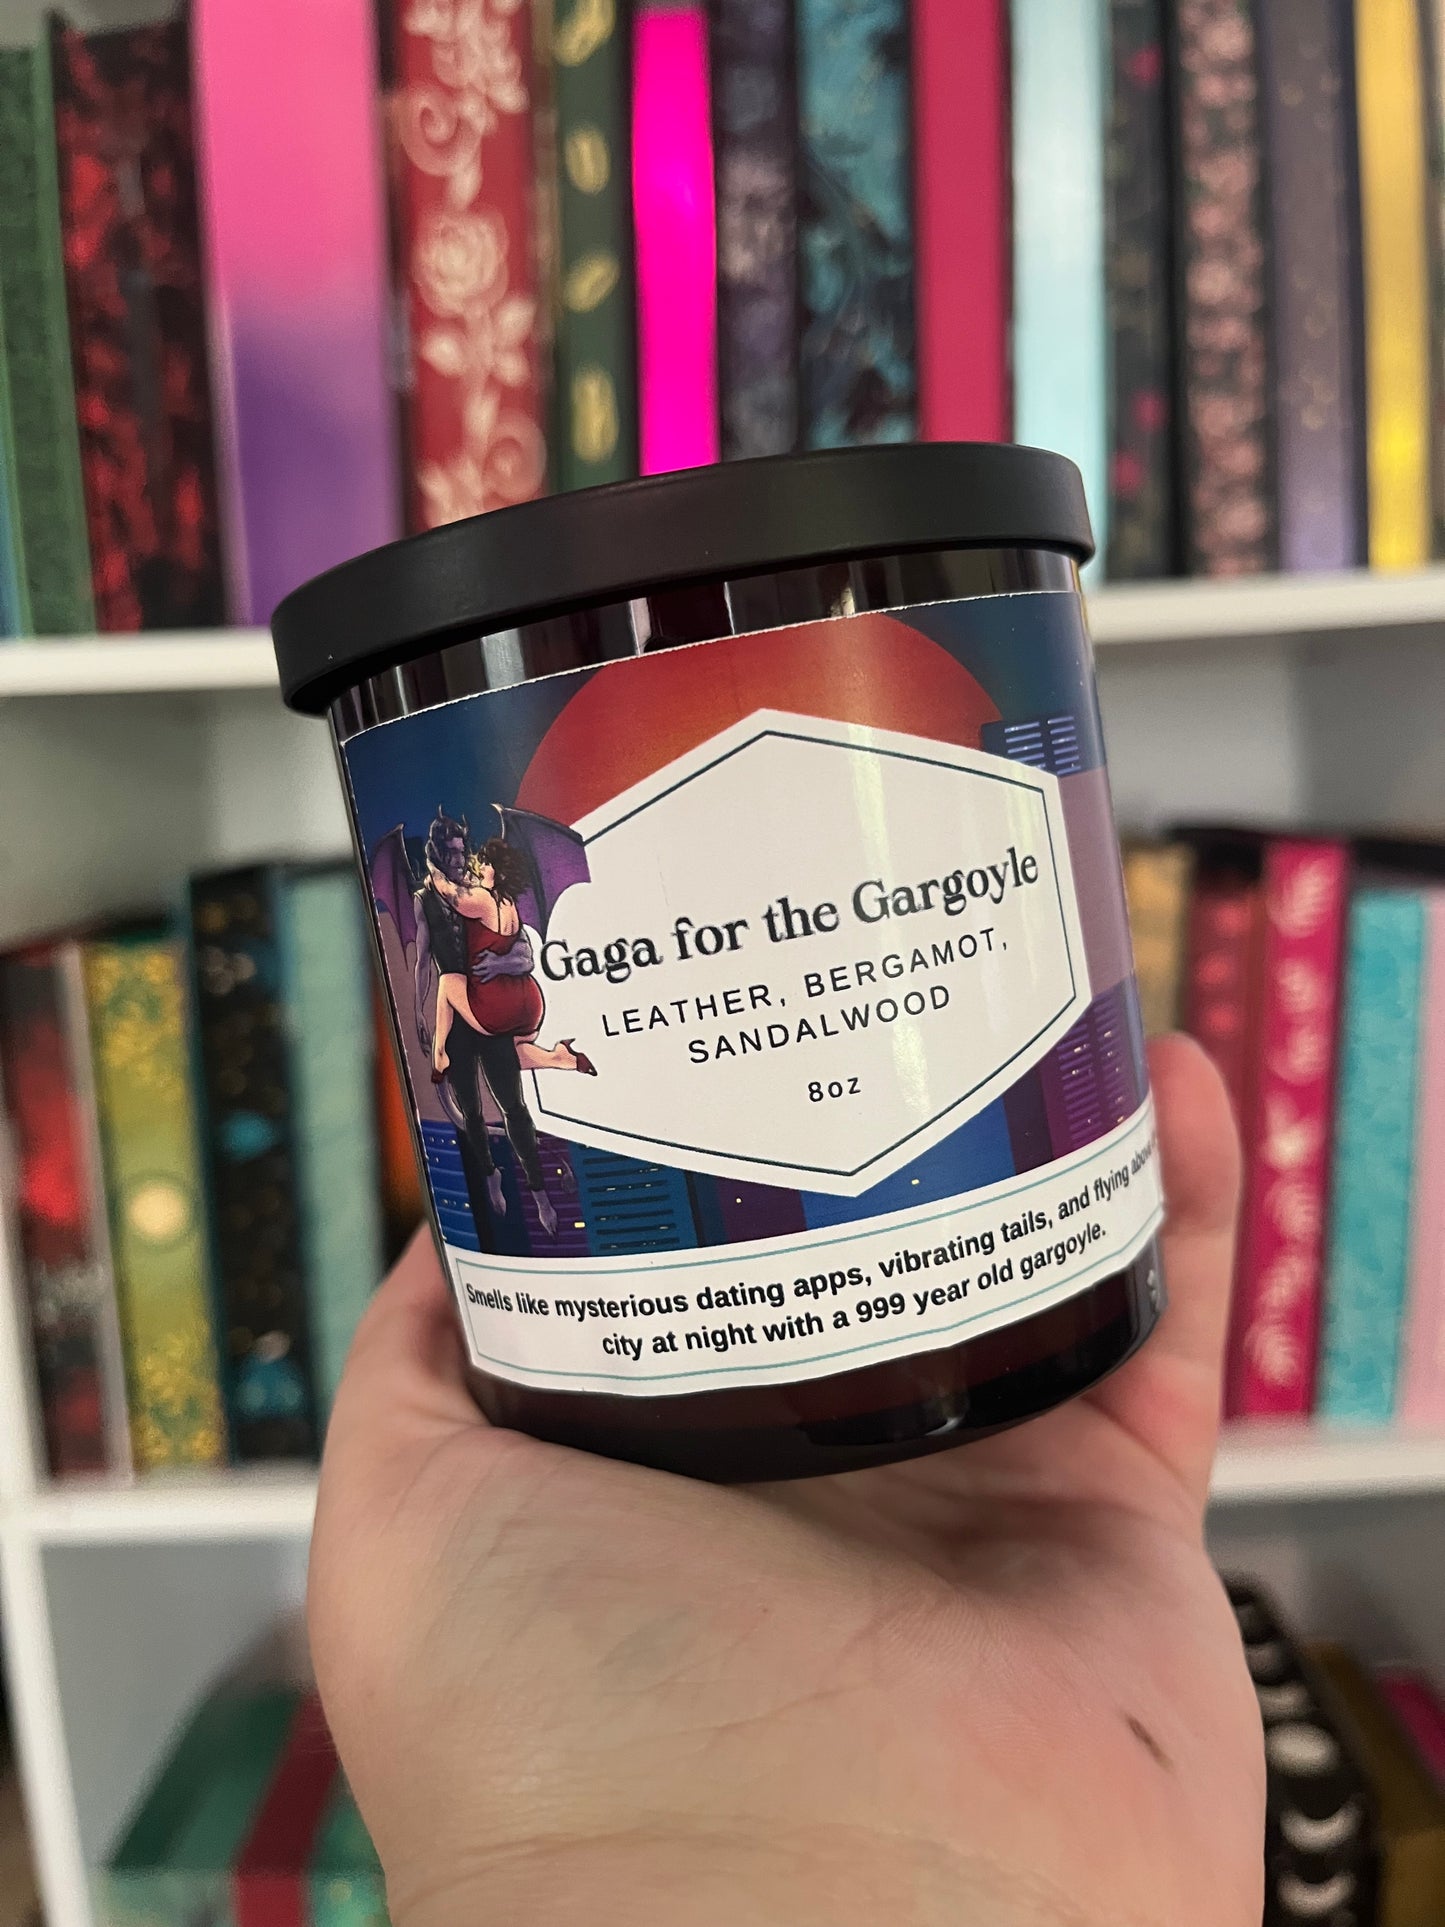 Gaga for the Gargoyle
LEATHER, BERGAMOT,
SANDALWOOD
8oz
Smells like mysterious dating apps, vibrating tails, and flying above
city at night with a 999 year old gargoyle.